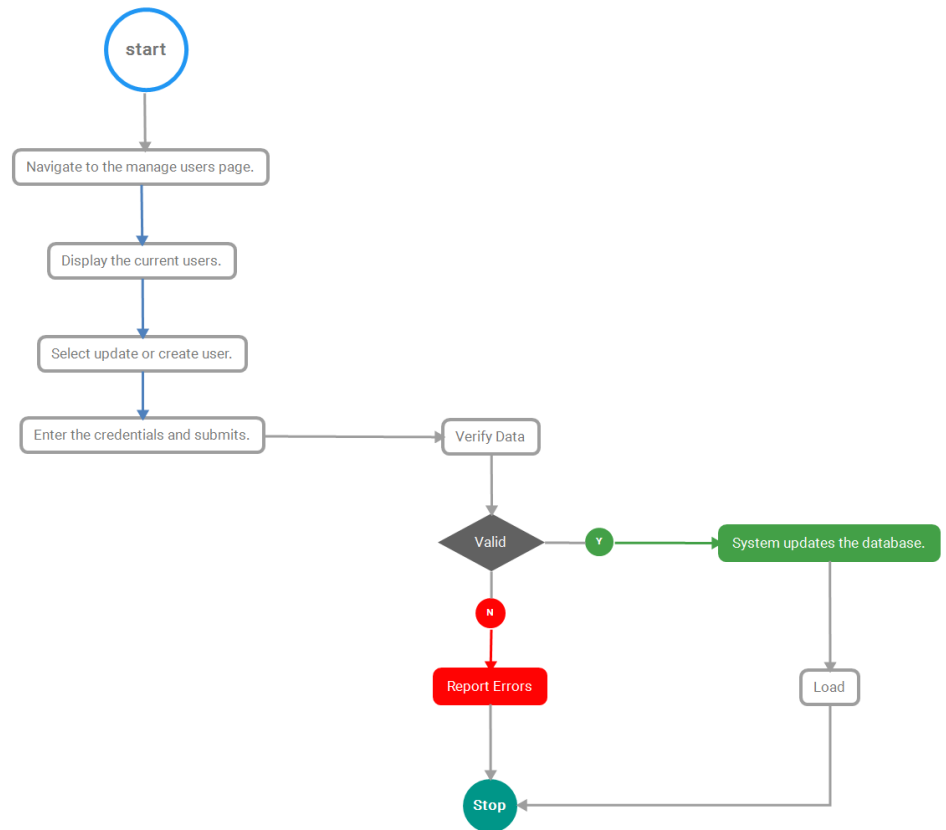 start
Navigate to the manage users page.
Display the current users.
Select update or create user.
Enter the credentials and submits.
Verify Data
Valid
Y
System updates the database.
N
Report Errors
Load
Stop